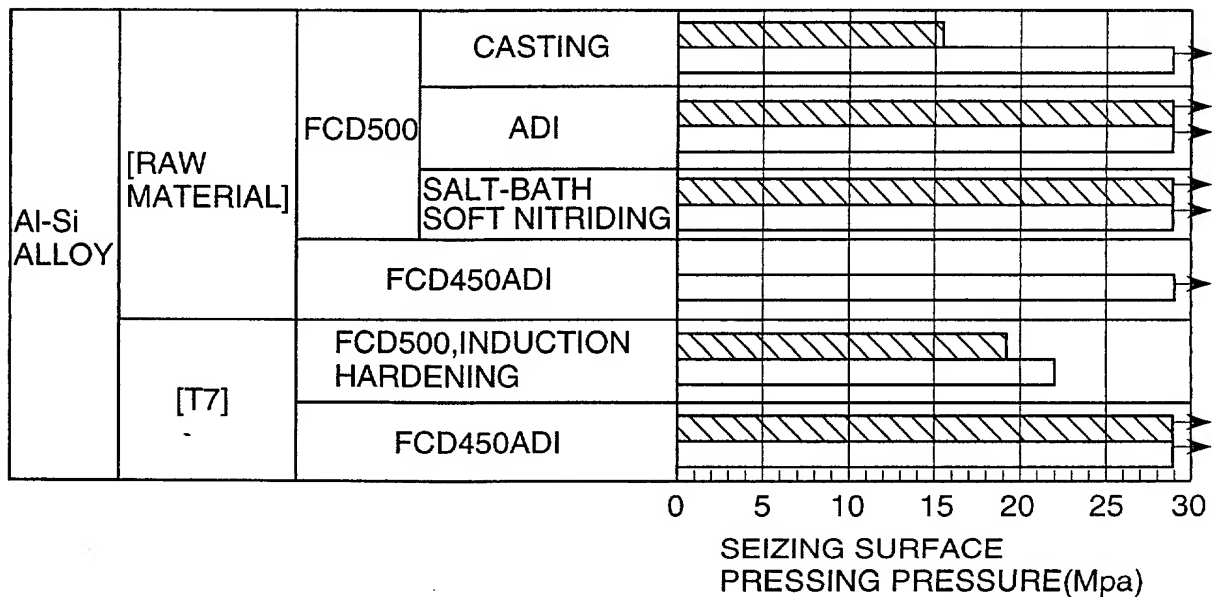 Al-Si
ALLOY
[RAW
MATERIAL]
FCD500
CASTING
ADI
SALT-BATH
SOFT NITRIDING
FCD450ADI
[T7]
FCD500,INDUCTION
HARDENING
FCD450ADI
0 5 10 15 20 25 30
SEIZING SURFACE
PRESSING PRESSURE(Mpa)